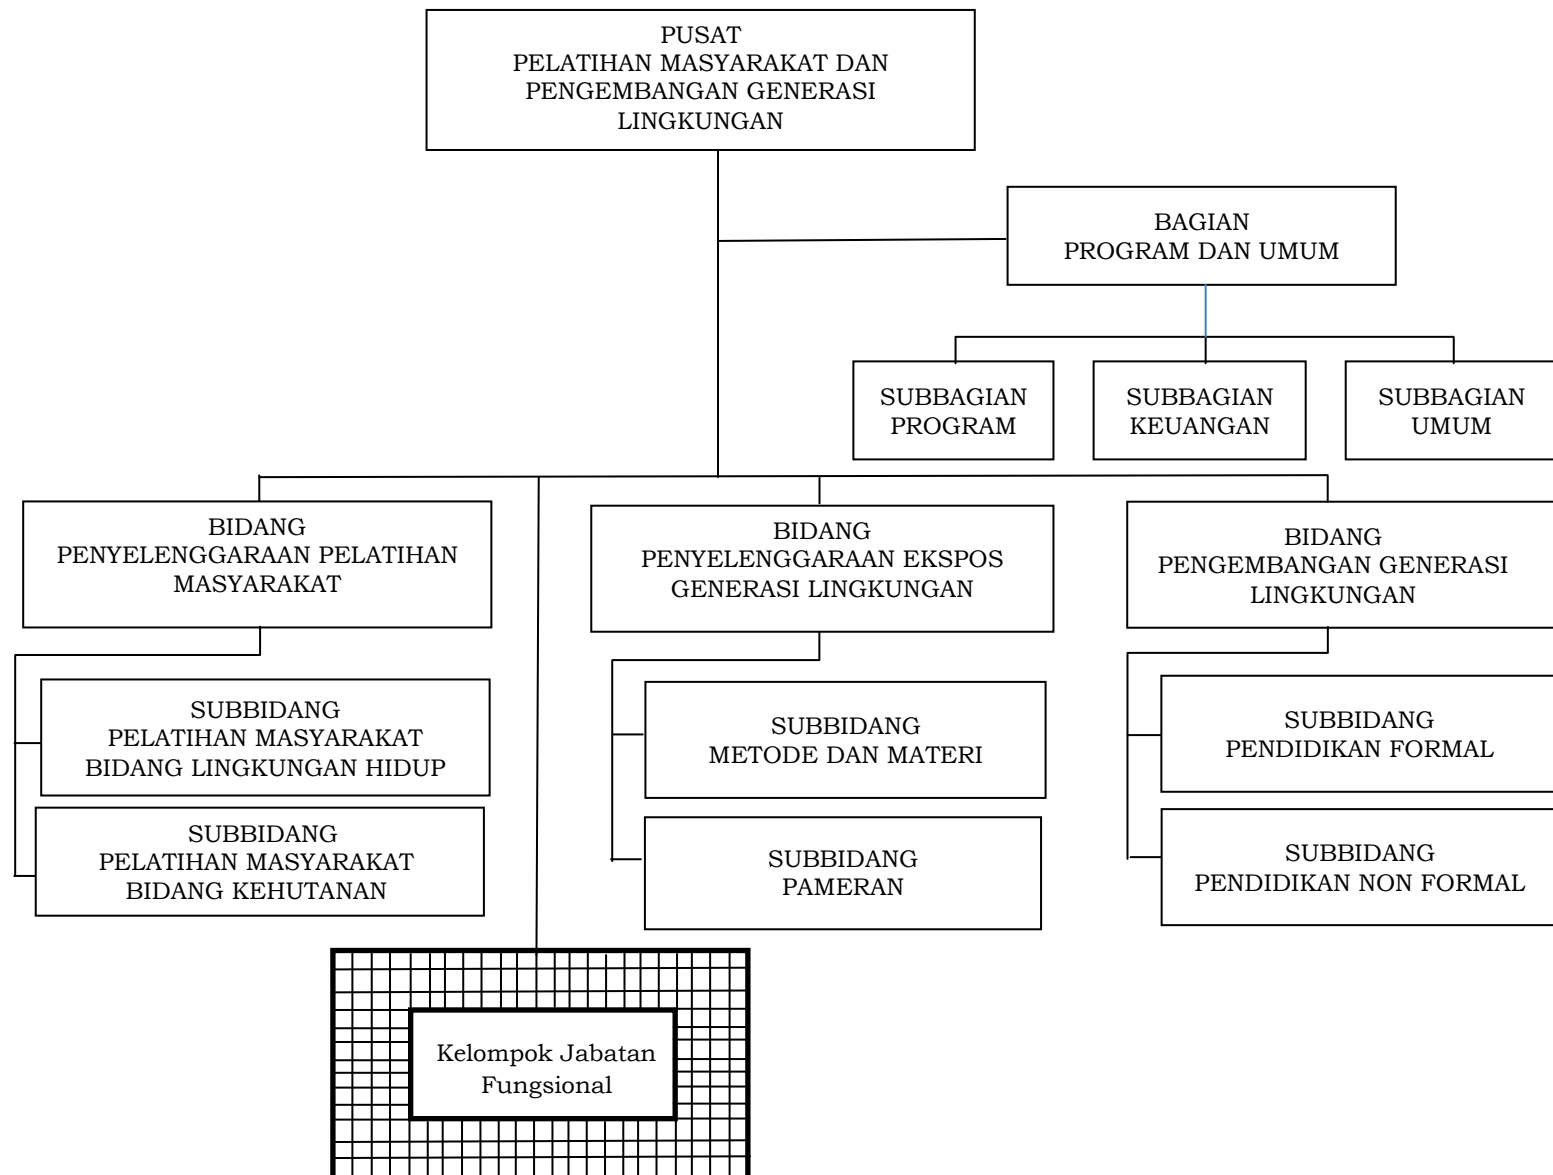 PUSAT
PELATIHAN MASYARAKAT DAN
PENGEMBANGAN GENERASI
LINGKUNGAN
BAGIAN
PROGRAM DAN UMUM
SUBBAGIAN
PROGRAM
SUBBAGIAN
KEUANGAN
SUBBAGIAN
UMUM
BIDANG
PENYELENGGARAAN PELATIHAN
MASYARAKAT
BIDANG
PENYELENGGARAAN EKSPOS
GENERASI LINGKUNGAN
BIDANG
PENGEMBANGAN GENERASI
LINGKUNGAN
SUBBIDANG
PELATIHAN MASYARAKAT
BIDANG LINGKUNGAN HIDUP
SUBBIDANG
METODE DAN MATERI
SUBBIDANG
PENDIDIKAN FORMAL
SUBBIDANG
PELATIHAN MASYARAKAT
BIDANG KEHUTANAN
SUBBIDANG
PAMERAN
SUBBIDANG
PENDIDIKAN NON FORMAL
Kelompok Jabatan
Fungsional